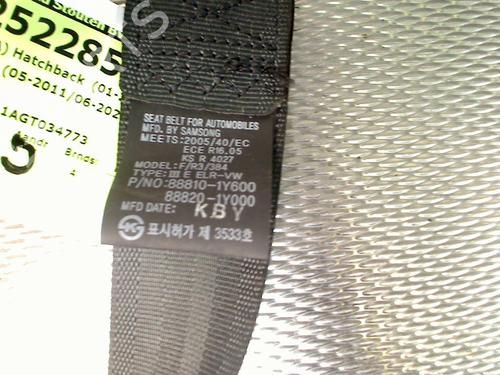 Stouten
252285
) Hatchback (01-
(05-2011/06-202
1AGT034773
SEAT BELT FOR AUTOMOBILES
MFD. BY SAMSONG
MEETS:2005/40/EC
ECE R16.05
KS R 4027
MODEL:F/R3/384
TYPE: III E ELR-VW
P/NO:88810-1Y600
88820-1Y000
MFD DATE: KBY
표시허가 제 3533호